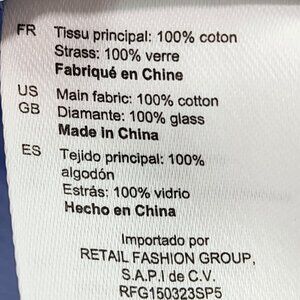 FR Tissu principal: 100% coton
Strass: 100% verre
Fabriqué en Chine
US Main fabric: 100% cotton
GB Diamante: 100% glass
Made in China
ES Tejido principal: 100%
algodón
Estrás: 100% vidrio
Hecho en China
Importado por
RETAIL FASHION GROUP,
S.A.P.I de C.V.
RFG150323SP5